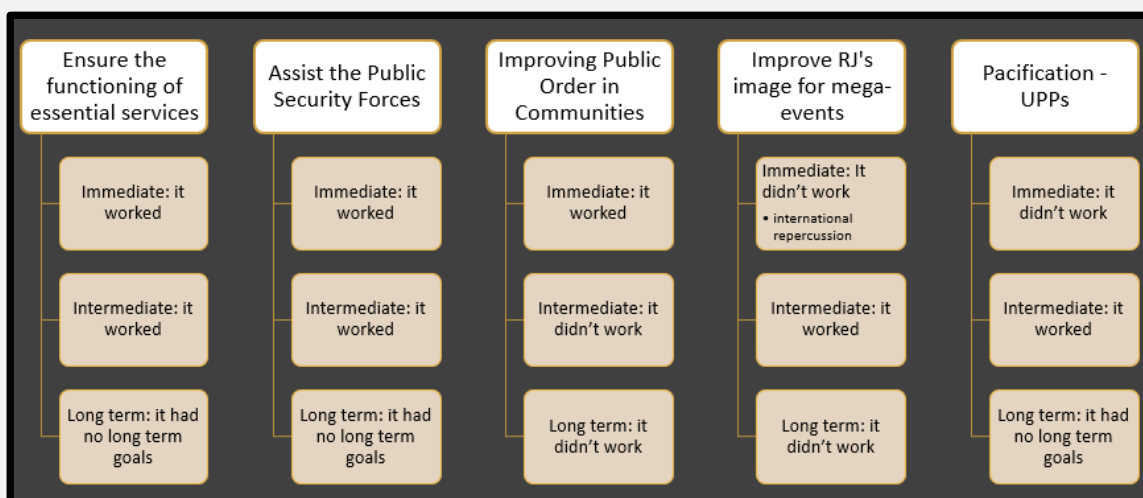 Ensure the
functioning of
essential services
Immediate: it
worked
Intermediate: it
worked
Long term: it had
no long term
goals
Assist the Public
Security Forces
Immediate: it
worked
Intermediate: it
worked
Long term: it had
no long term
goals
Improving Public
Order in
Communities
Immediate: it
worked
Intermediate: it
didn’t work
Long term: it
didn’t work
Improve RJ's
image for mega-
events
Immediate: It
didn’t work
• international
repercussion
Intermediate: it
worked
Long term: it
didn’t work
Pacification -
UPPs
Immediate: it
didn’t work
Intermediate: it
worked
Long term: it had
no long term
goals